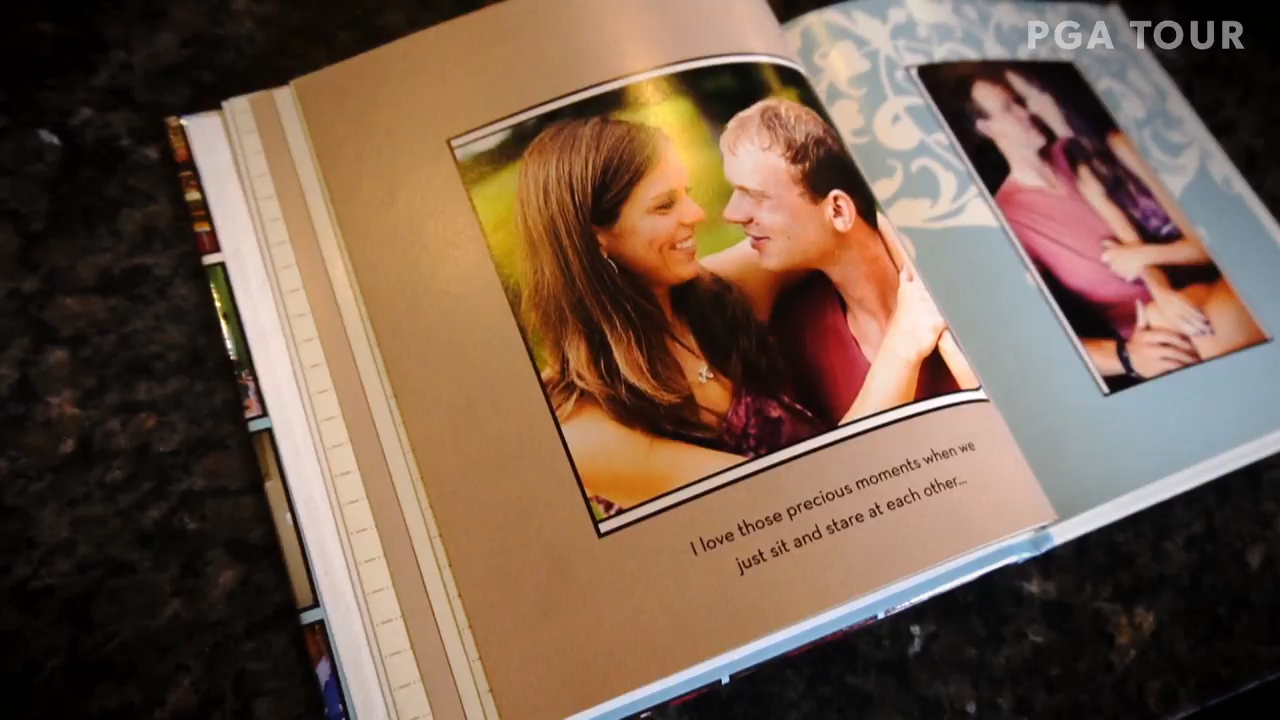 PGA TOUR
I love those precious moments when we
just sit and stare at each other...